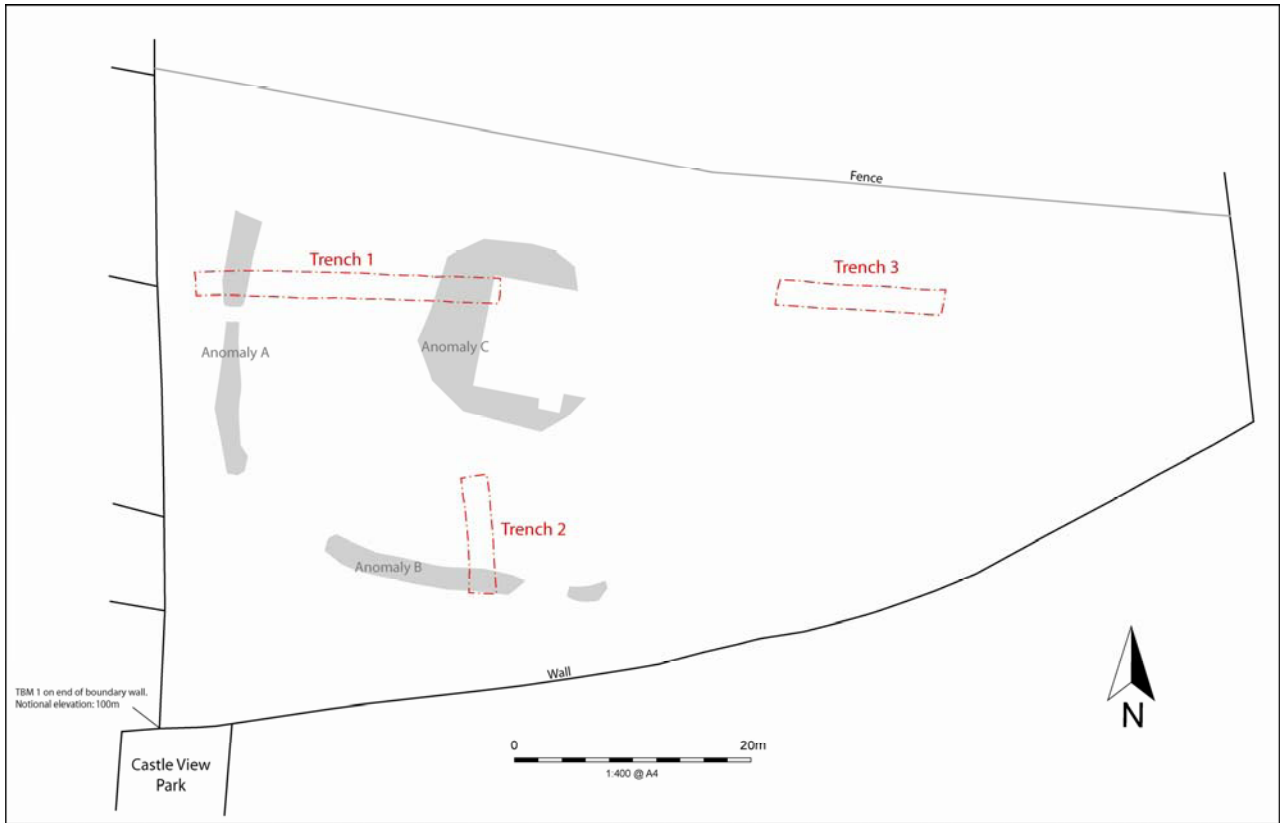 Fence
Trench 1
Trench 3
Anomaly A
Anomaly C
Trench 2
Anomaly B
Wall
TBM 1 on end of boundary wall.
Notional elevation: 100m
Castle View
Park
0
20m
1:400 @ A4
N